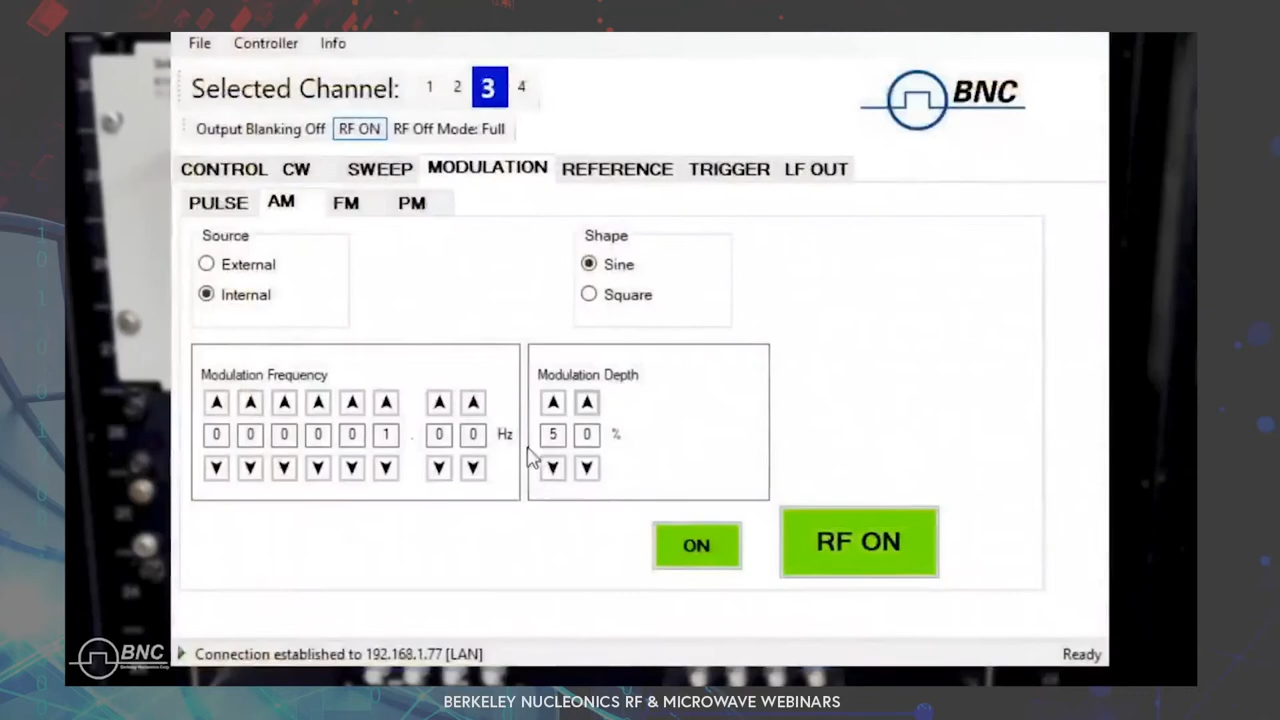 File Controller Info
Selected Channel: 1 2 3 4
BNC
Output Blanking Off RF ON RF Off Mode: Full
CONTROL CW SWEEP MODULATION REFERENCE TRIGGER LF OUT
PULSE AM FM PM
Source
External
Internal
Shape
Sine
Square
Modulation Frequency
0 0 0 0 0 1 . 0 0 Hz
Modulation Depth
5 0 %
ON
RF ON
Connection established to 192.168.1.77 [LAN]
Ready
BNC
Berkeley Nucleonics Corp
BERKELEY NUCLEONICS RF & MICROWAVE WEBINARS